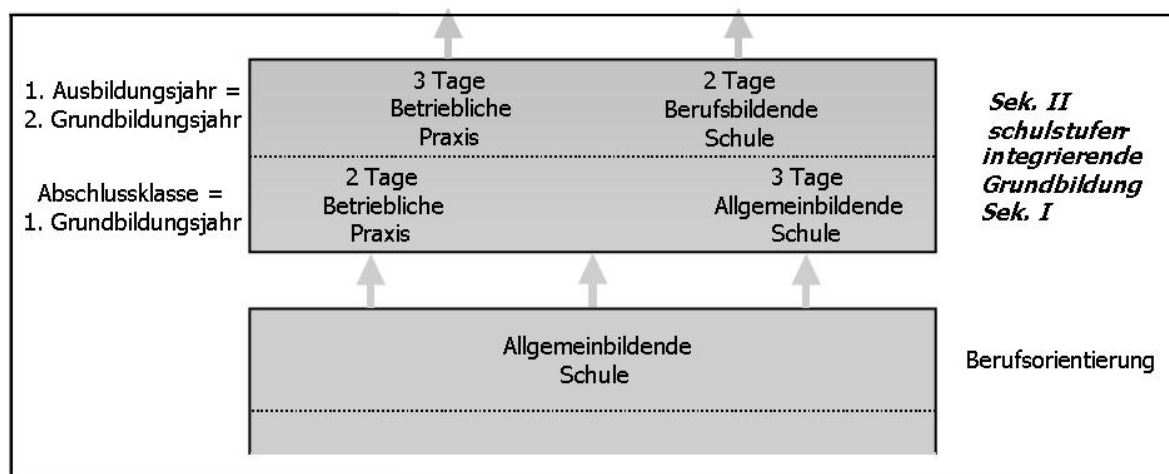 1. Ausbildungsjahr =
2. Grundbildungsjahr
3 Tage
Betriebliche
Praxis
2 Tage
Berufsbildende
Schule
Abschlussklasse =
1. Grundbildungsjahr
2 Tage
Betriebliche
Praxis
3 Tage
Allgemeinbildende
Schule
Sek. II
schulstufen-
integrierende
Grundbildung
Sek. I
Allgemeinbildende
Schule
Berufsorientierung